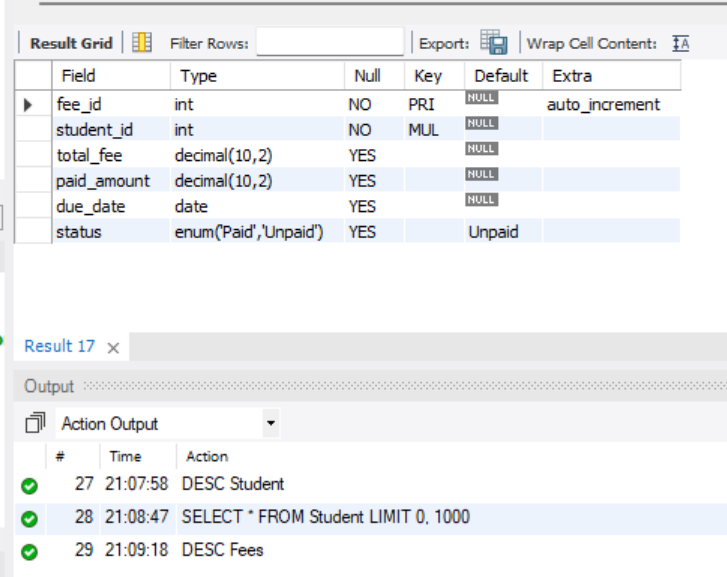 Result Grid Filter Rows: Export: Wrap Cell Content: IA
Field Type Null Key Default Extra
fee_id int NO PRI NULL auto_increment
student_id int NO MUL NULL
total_fee decimal(10,2) YES NULL
paid_amount decimal(10,2) YES NULL
due_date date YES NULL
status enum('Paid','Unpaid') YES Unpaid
Result 17
Output
Action Output
# Time Action
27 21:07:58 DESC Student
28 21:08:47 SELECT * FROM Student LIMIT 0, 1000
29 21:09:18 DESC Fees